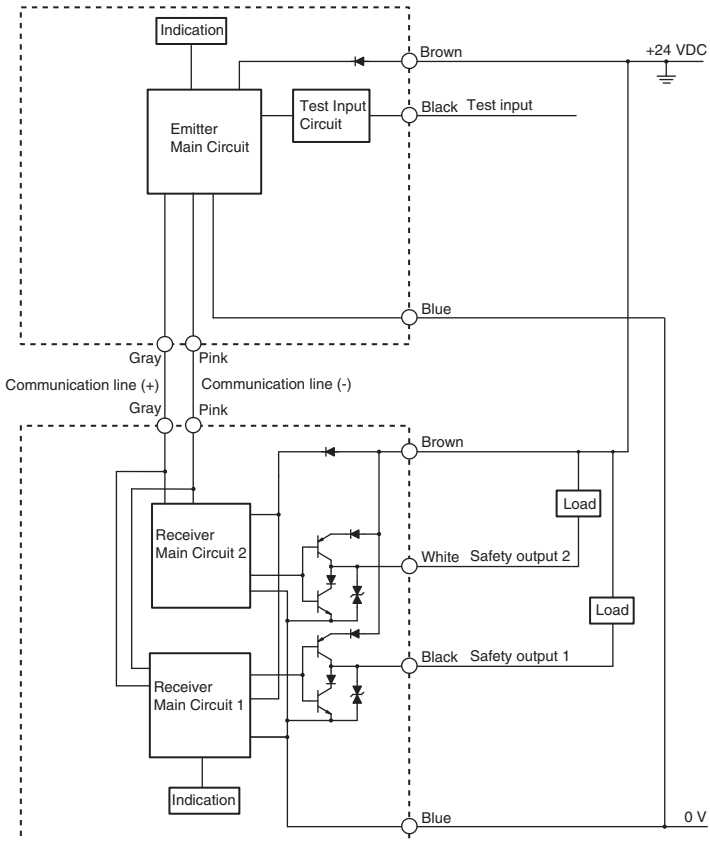 Indication
Brown
+24 VDC
Emitter
Main Circuit
Test Input
Circuit
Black Test input
Blue
Gray
Pink
Communication line (+)
Communication line (-)
Gray
Pink
Brown
Load
Receiver
Main Circuit 2
White Safety output 2
Load
Black Safety output 1
Receiver
Main Circuit 1
Indication
Blue
0 V